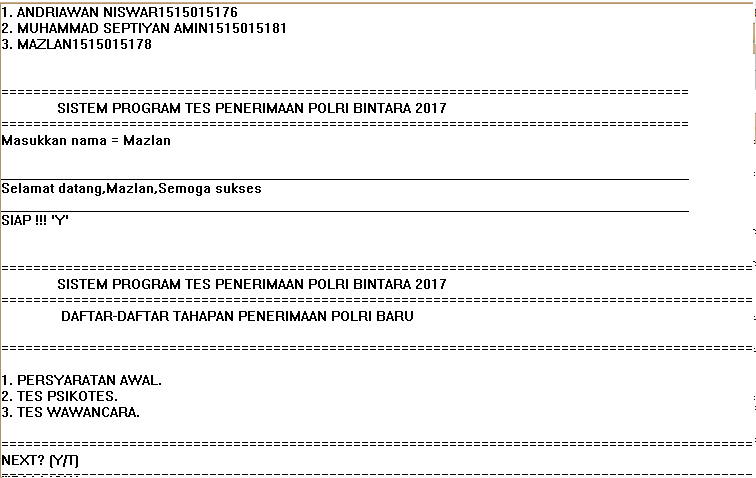 1. ANDRIAWAN NISWAR1515015176
2. MUHAMMAD SEPTIYAN AMIN1515015181
3. MAZLAN1515015178
================================================================================
SISTEM PROGRAM TES PENERIMAAN POLRI BINTARA 2017
================================================================================
Masukkan nama = Mazlan
________________________________________________________________________________
Selamat datang,Mazlan,Semoga sukses
________________________________________________________________________________
SIAP !!! 'Y'
================================================================================
SISTEM PROGRAM TES PENERIMAAN POLRI BINTARA 2017
================================================================================
DAFTAR-DAFTAR TAHAPAN PENERIMAAN POLRI BARU
================================================================================
1. PERSYARATAN AWAL.
2. TES PSIKOTES.
3. TES WAWANCARA.
================================================================================
NEXT? (Y/T)